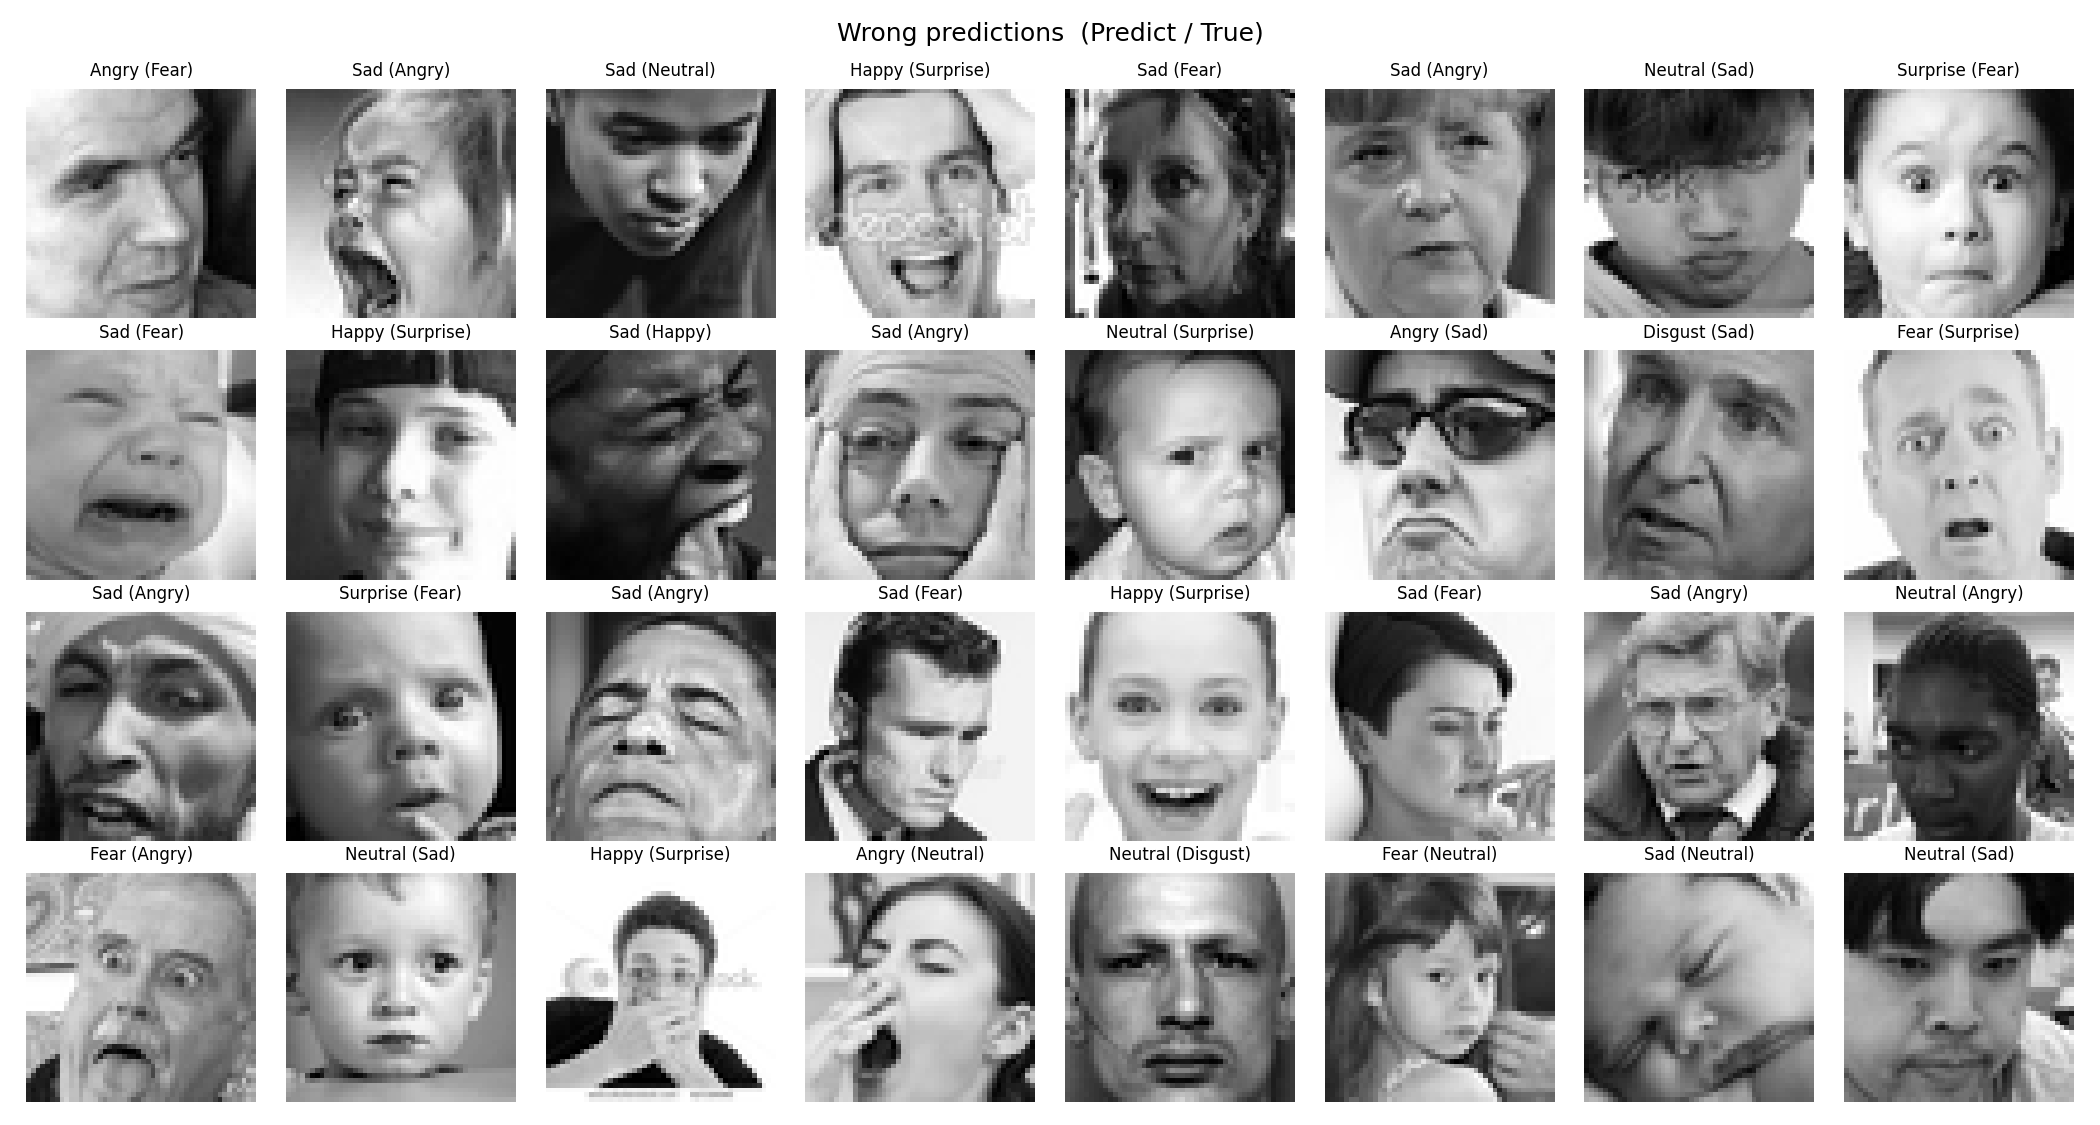 Wrong predictions  (Predict / True)
Angry (Fear)
Sad (Angry)
Sad (Neutral)
Happy (Surprise)
Sad (Fear)
Sad (Angry)
Neutral (Sad)
Surprise (Fear)
Sad (Fear)
Happy (Surprise)
Sad (Happy)
Sad (Angry)
Neutral (Surprise)
Angry (Sad)
Disgust (Sad)
Fear (Surprise)
Sad (Angry)
Surprise (Fear)
Sad (Angry)
Sad (Fear)
Happy (Surprise)
Sad (Fear)
Sad (Angry)
Neutral (Angry)
Fear (Angry)
Neutral (Sad)
Happy (Surprise)
Angry (Neutral)
Neutral (Disgust)
Fear (Neutral)
Sad (Neutral)
Neutral (Sad)